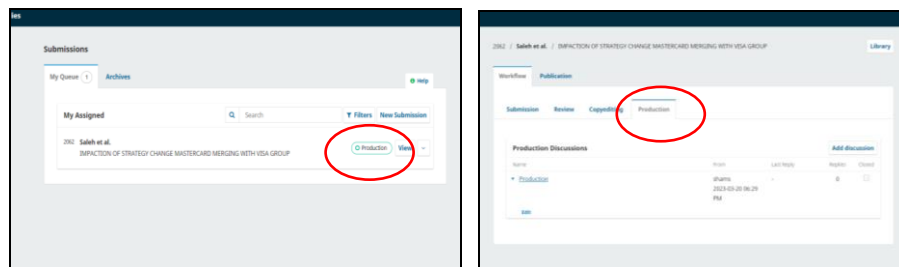 ies
Submissions
My Queue 1 Archives
Help
My Assigned Search Filters New Submission
2062 Saleh et al. Production View
IMPACTION OF STRATEGY CHANGE MASTERCARD MERGING WITH VISA GROUP
2062 / Saleh et al. / IMPACTION OF STRATEGY CHANGE MASTERCARD MERGING WITH VISA GROUP Library
Workflow Publication
Submission Review Copyediting Production
Production Discussions Add discussion
Name From Last Reply Replies Closed
Production shams - 0
2023-03-20 06:29
PM